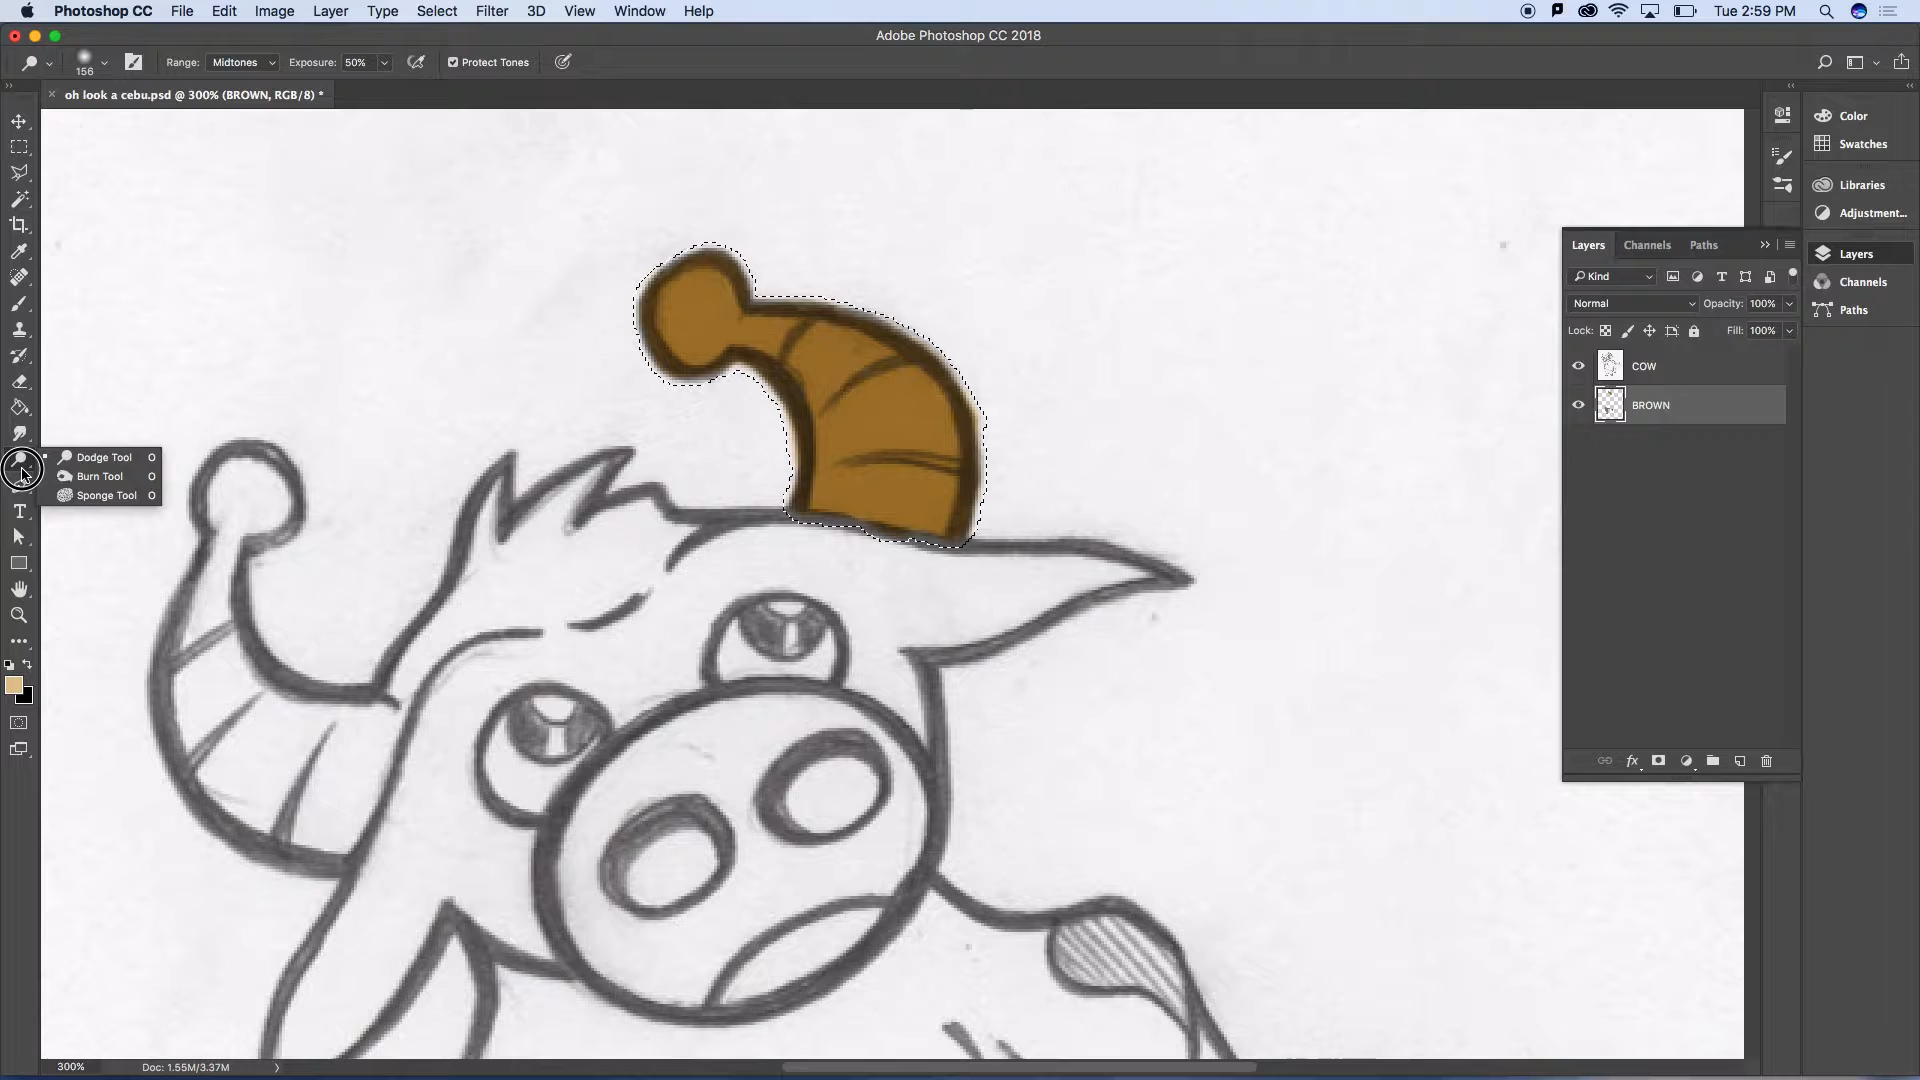 Photoshop CC File Edit Image Layer Type Select Filter 3D View Window Help Tue 2:59 PM
Adobe Photoshop CC 2018
156 Range: Midtones Exposure: 50% Protect Tones
× oh look a cebu.psd @ 300% (BROWN, RGB/8) *
Color
Swatches
Libraries
Adjustment...
Layers
Channels
Paths
Layers Channels Paths
Kind
Normal Opacity: 100%
Lock: Fill: 100%
COW
BROWN
Dodge Tool O
Burn Tool O
Sponge Tool O
300% Doc: 1.55M/3.37M